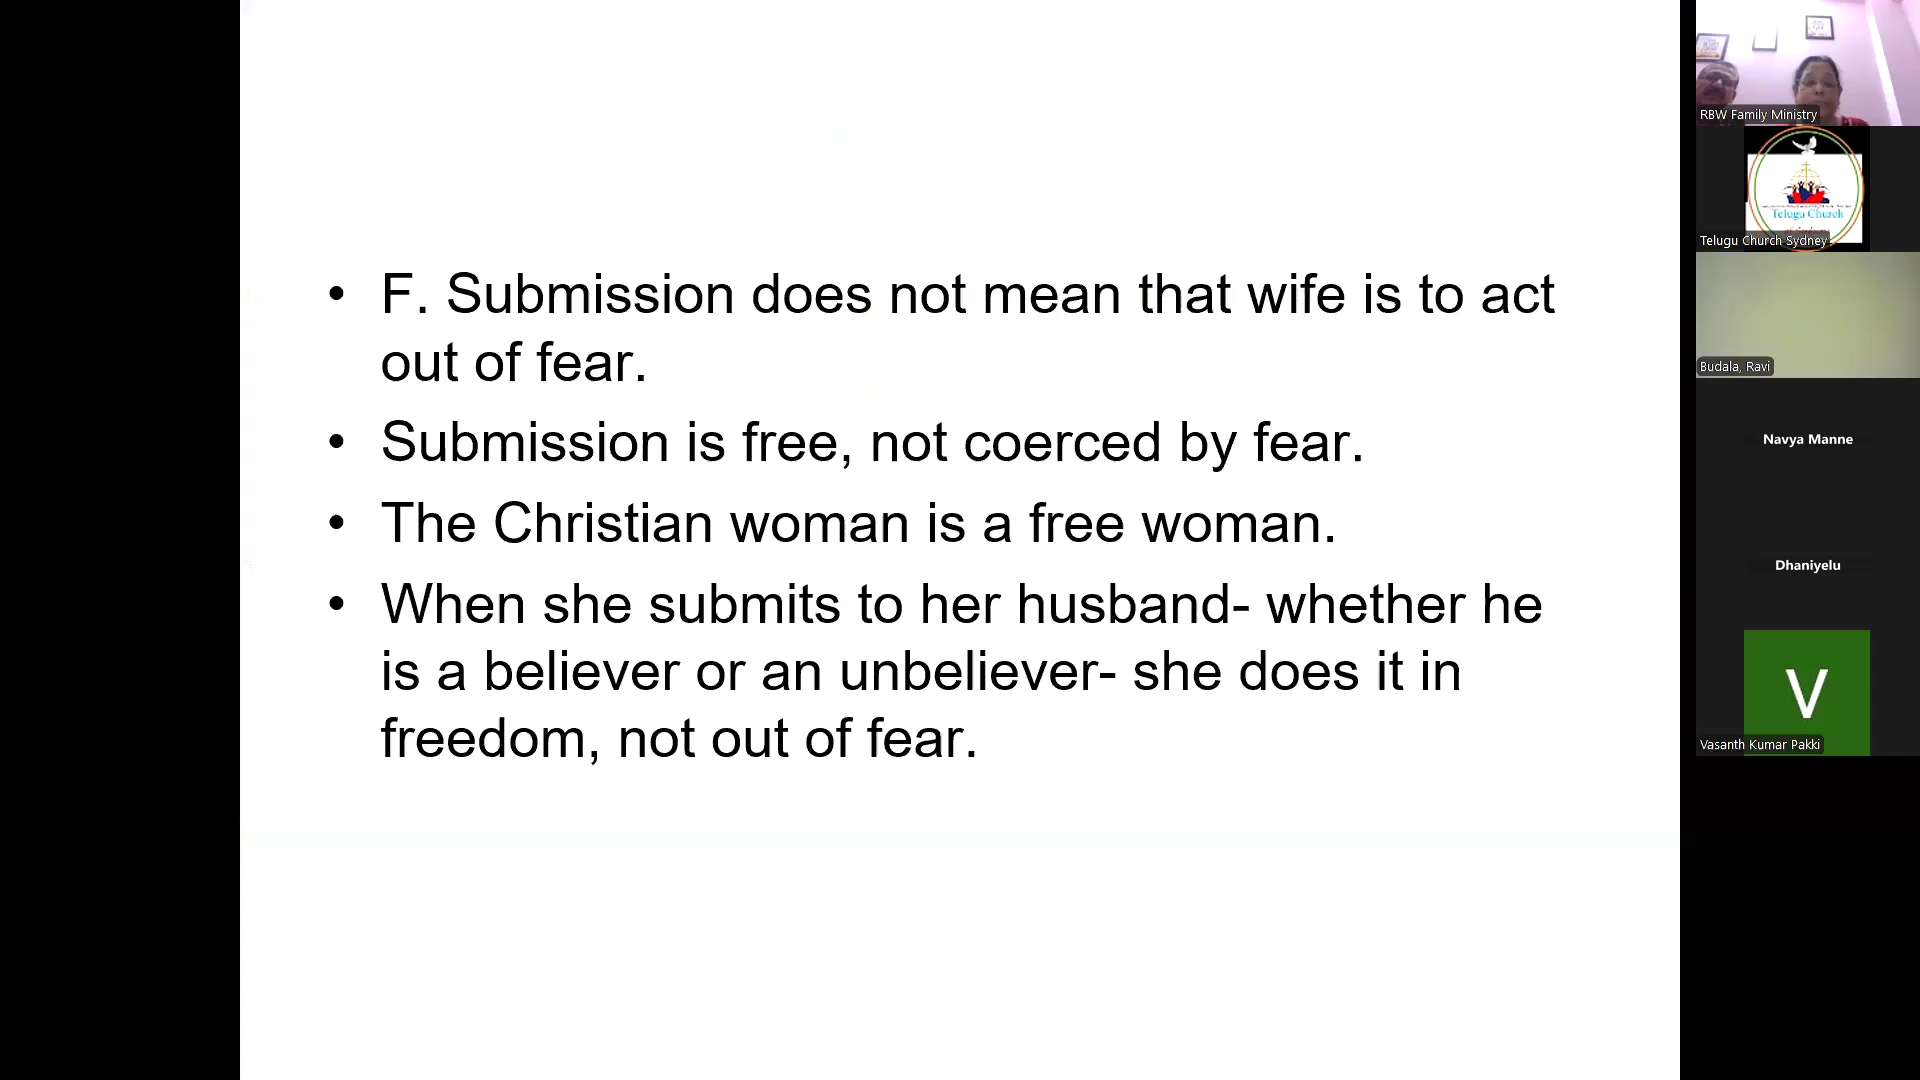 • F. Submission does not mean that wife is to act
out of fear.
• Submission is free, not coerced by fear.
• The Christian woman is a free woman.
• When she submits to her husband- whether he
is a believer or an unbeliever- she does it in
freedom, not out of fear.
RBW Family Ministry
Telugu Church
Telugu Church Sydney
Budala, Ravi
Navya Manne
Dhaniyelu
V
Vasanth Kumar Pakki